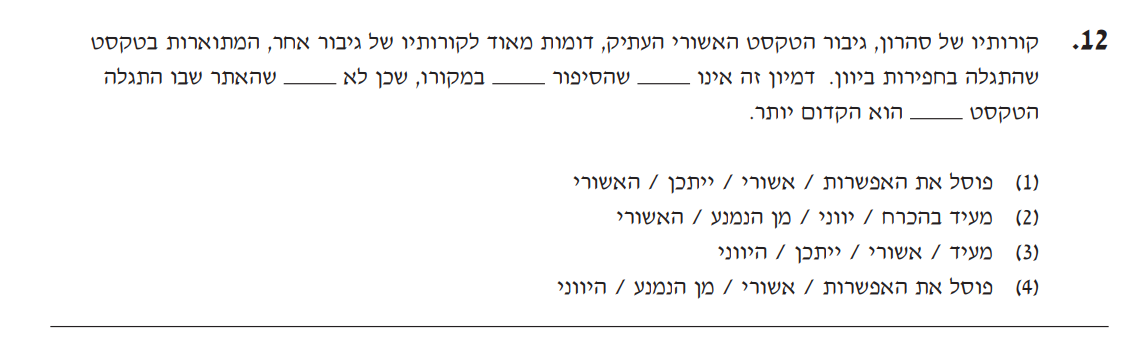 12. קורותיו של סהרון, גיבור הטקסט האשורי העתיק, דומות מאוד לקורותיו של גיבור אחר, המתוארות בטקסט
שהתגלה בחפירות ביוון. דמיון זה אינו _____ שהסיפור _____ במקורו, שכן לא _____ שהאתר שבו התגלה
הטקסט _____ הוא הקדום יותר.
(1) פוסל את האפשרות / אשורי / ייתכן / האשורי
(2) מעיד בהכרח / יווני / מן הנמנע / האשורי
(3) מעיד / אשורי / ייתכן / היווני
(4) פוסל את האפשרות / אשורי / מן הנמנע / היווני